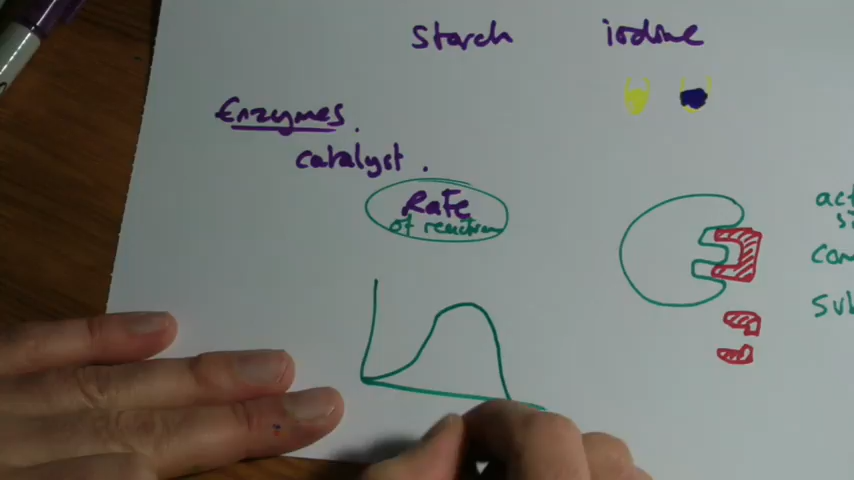 starch iodine
Enzymes.
catalyst.
Rate
of reaction